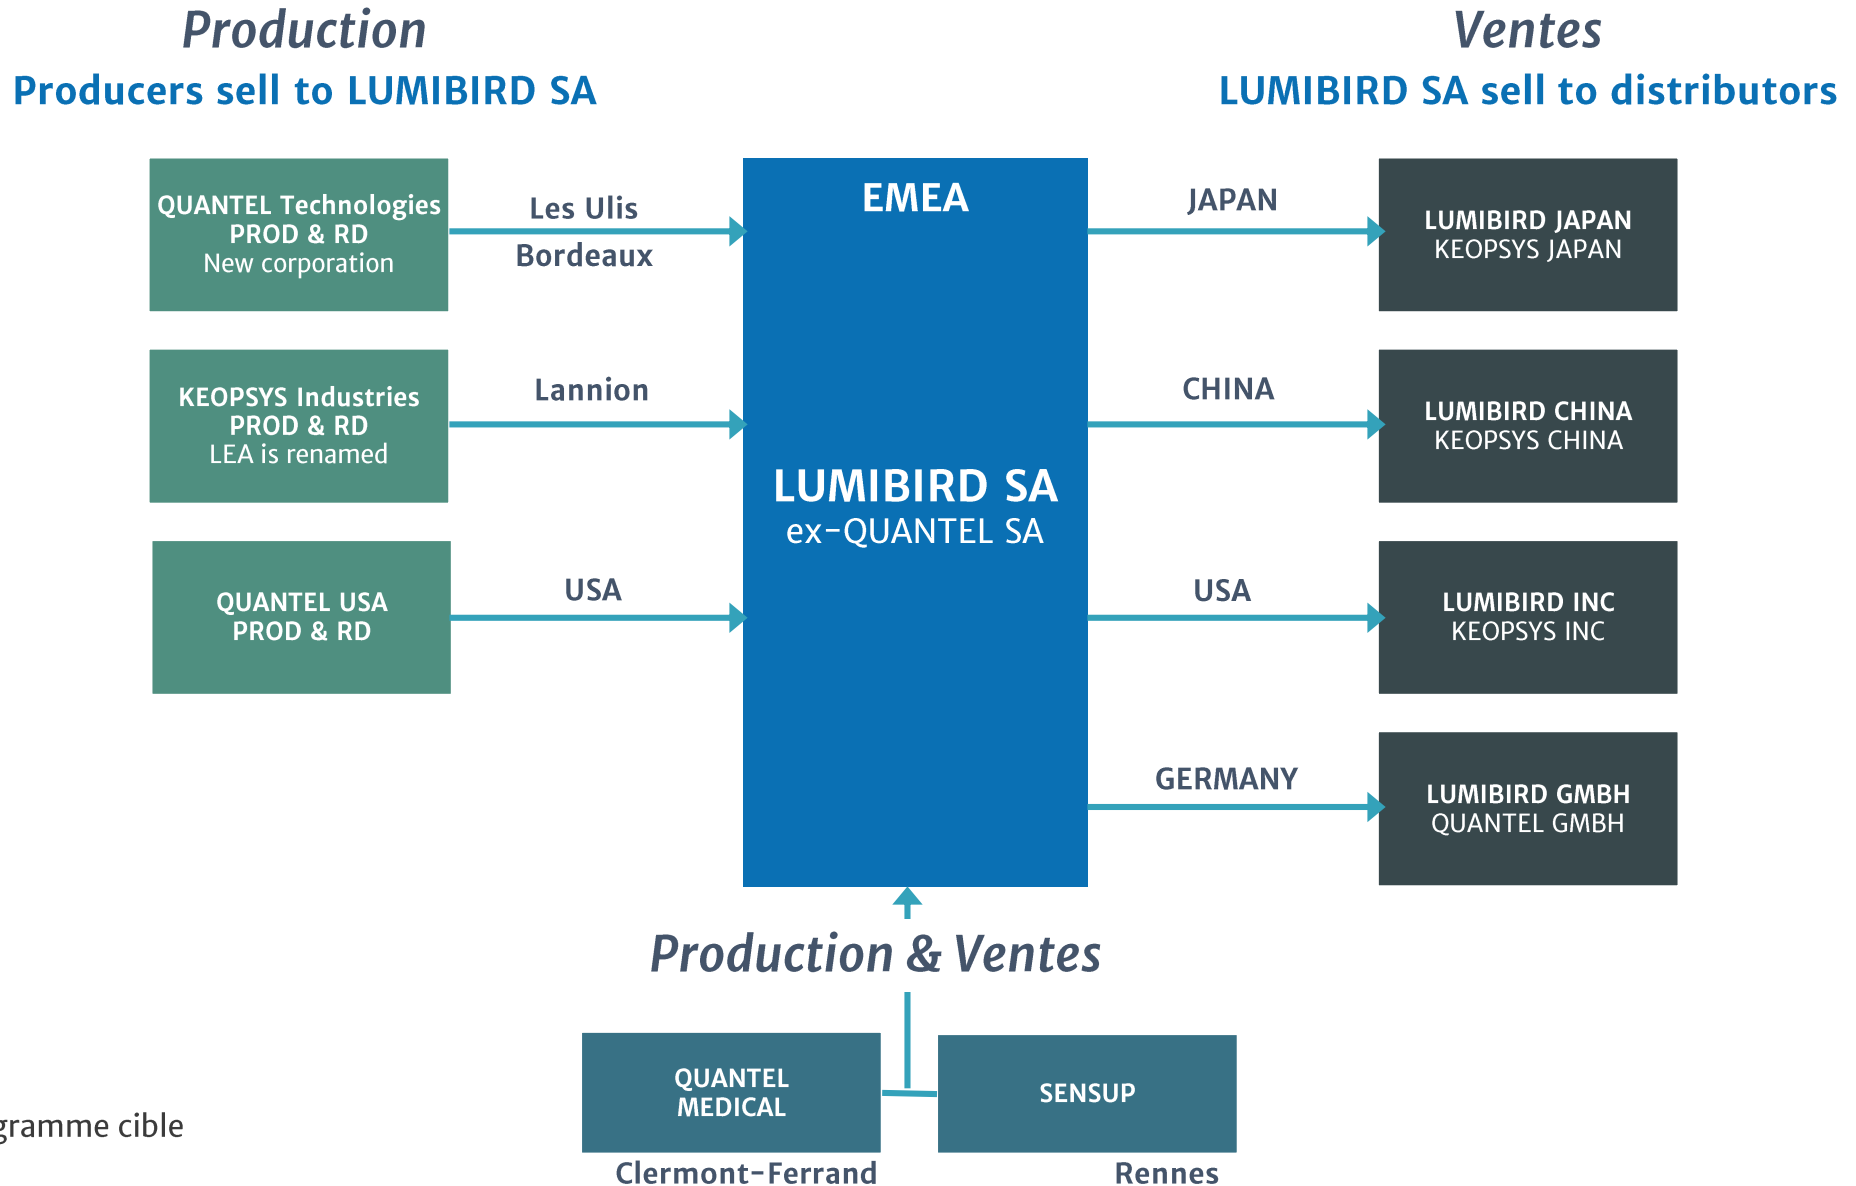 Production
Producers sell to LUMIBIRD SA
Ventes
LUMIBIRD SA sell to distributors
QUANTEL Technologies
PROD & RD
New corporation
Les Ulis
Bordeaux
KEOPSYS Industries
PROD & RD
LEA is renamed
Lannion
QUANTEL USA
PROD & RD
USA
EMEA
LUMIBIRD SA
ex-QUANTEL SA
JAPAN
LUMIBIRD JAPAN
KEOPSYS JAPAN
CHINA
LUMIBIRD CHINA
KEOPSYS CHINA
USA
LUMIBIRD INC
KEOPSYS INC
GERMANY
LUMIBIRD GMBH
QUANTEL GMBH
Production & Ventes
QUANTEL
MEDICAL
Clermont-Ferrand
SENSUP
Rennes
gramme cible